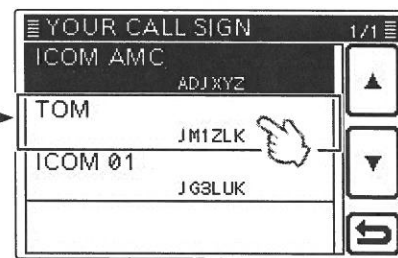 YOUR CALL SIGN 1/1
ICOM AMC
ADJXYZ
TOM
JM1ZLK
ICOM 01
JG3LUK